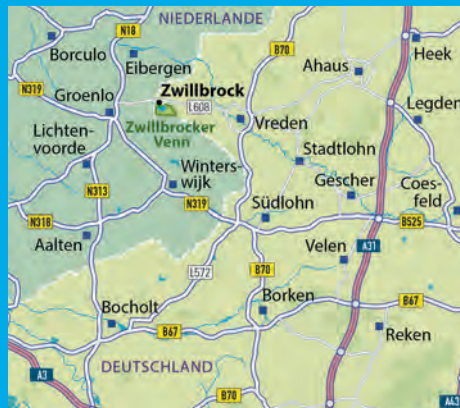 NIEDERLANDE
N18
B70
Borculo
Eibergen
Heek
Ahaus
N319
Zwillbrock
Groenlo
L608
Legden
Zwillbrocker
Venn
Vreden
Lichten-
voorde
Stadtlohn
Winters-
wijk
Gescher
Coes-
feld
N313
N319
Südlohn
N318
B525
Aalten
Velen
A31
L572
B70
Bocholt
Borken
B67
B67
Reken
A3
DEUTSCHLAND
B70
A43